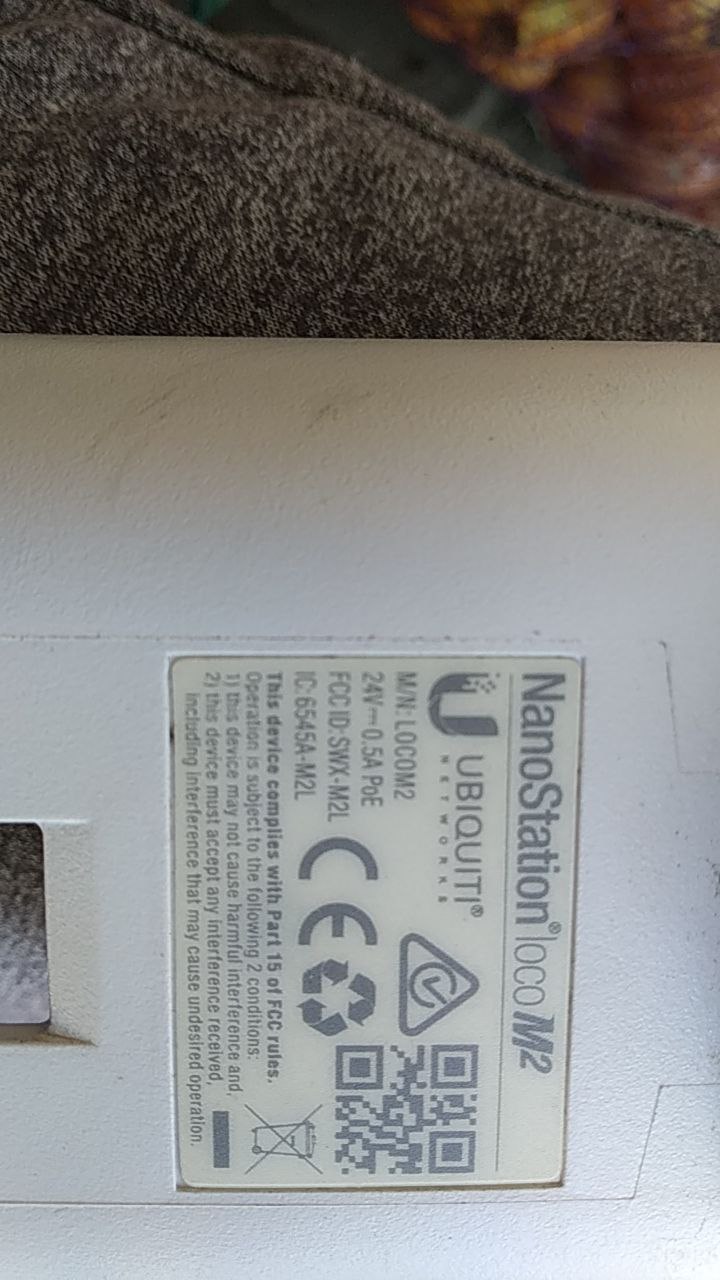 NanoStation® loco M2
UBIQUITI®
NETWORKS
M/N: LOCOM2
24V⎓0.5A PoE
FCC ID: SWX-M2L
IC: 6545A-M2L
CE
This device complies with Part 15 of FCC rules.
Operation is subject to the following 2 conditions:
1) this device may not cause harmful interference and,
2) this device must accept any interference received,
including interference that may cause undesired operation.